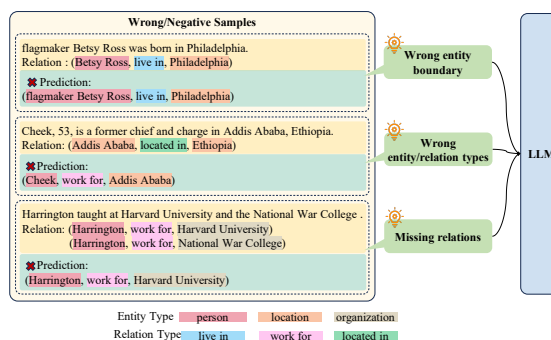 Wrong/Negative Samples
flagmaker Betsy Ross was born in Philadelphia.
Relation : (Betsy Ross, live in, Philadelphia)
Prediction:
(flagmaker Betsy Ross, live in, Philadelphia)
Wrong entity
boundary
Cheek, 53, is a former chief and charge in Addis Ababa, Ethiopia.
Relation: (Addis Ababa, located in, Ethiopia)
Prediction:
(Cheek, work for, Addis Ababa)
Wrong
entity/relation types
LLM
Harrington taught at Harvard University and the National War College .
Relation: (Harrington, work for, Harvard University)
(Harrington, work for, National War College)
Prediction:
(Harrington, work for, Harvard University)
Missing relations
Entity Type person location organization
Relation Type live in work for located in